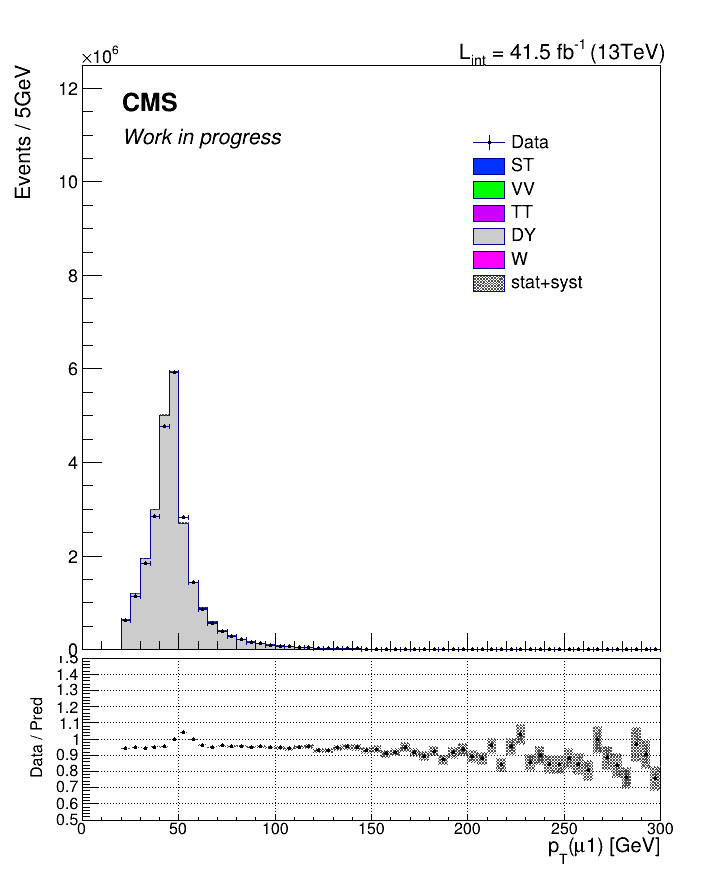 ×10⁶
L_int = 41.5 fb⁻¹ (13TeV)
Events / 5GeV
12
10
8
6
4
2
0
CMS
Work in progress
Data
ST
VV
TT
DY
W
stat+syst
Data / Pred
1.5
1.4
1.3
1.2
1.1
1
0.9
0.8
0.7
0.6
0.5
0 50 100 150 200 250 300
p_T(μ1) [GeV]